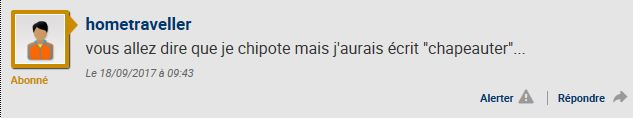 hometraveller
vous allez dire que je chipote mais j'aurais écrit "chapeauter"...
Abonné
Le 18/09/2017 à 09:43
Alerter
Répondre